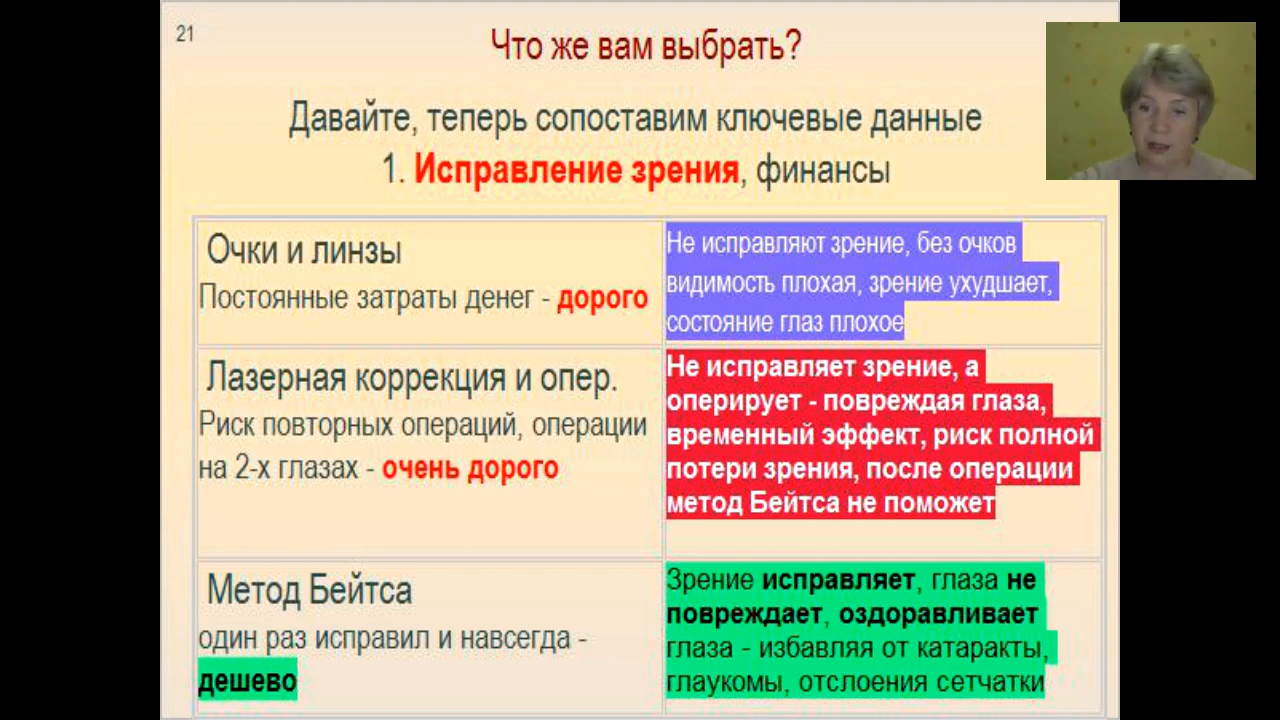 21
Что же вам выбрать?
Давайте, теперь сопоставим ключевые данные
1. Исправление зрения, финансы
Очки и линзы
Постоянные затраты денег - дорого
Не исправляют зрение, без очков
видимость плохая, зрение ухудшает,
состояние глаз плохое
Лазерная коррекция и опер.
Риск повторных операций, операции
на 2-х глазах - очень дорого
Не исправляет зрение, а
оперирует - повреждая глаза,
временный эффект, риск полной
потери зрения, после операции
метод Бейтса не поможет
Метод Бейтса
один раз исправил и навсегда -
дешево
Зрение исправляет, глаза не
повреждает, оздоравливает
глаза - избавляя от катаракты,
глаукомы, отслоения сетчатки